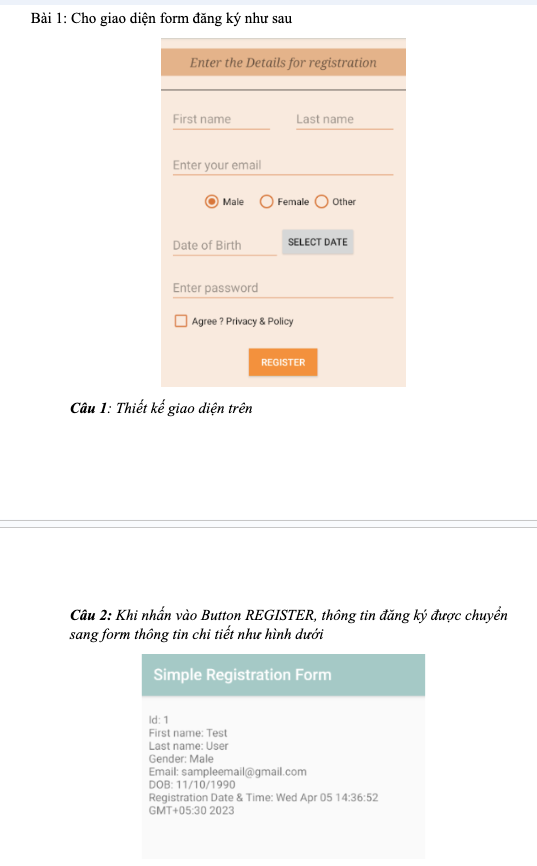 Bài 1: Cho giao diện form đăng ký như sau
Enter the Details for registration
First name Last name
Enter your email
Male Female Other
Date of Birth SELECT DATE
Enter password
Agree ? Privacy & Policy
REGISTER
Câu 1: Thiết kế giao diện trên
Câu 2: Khi nhấn vào Button REGISTER, thông tin đăng ký được chuyển
sang form thông tin chi tiết như hình dưới
Simple Registration Form
Id: 1
First name: Test
Last name: User
Gender: Male
Email: sampleemail@gmail.com
DOB: 11/10/1990
Registration Date & Time: Wed Apr 05 14:36:52
GMT+05:30 2023